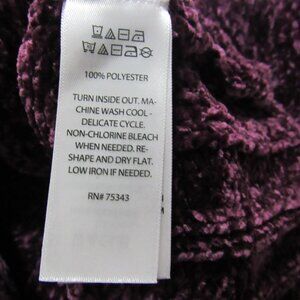 100% POLYESTER
TURN INSIDE OUT. MA-
CHINE WASH COOL -
DELICATE CYCLE.
NON-CHLORINE BLEACH
WHEN NEEDED. RE-
SHAPE AND DRY FLAT.
LOW IRON IF NEEDED.
RN# 75343